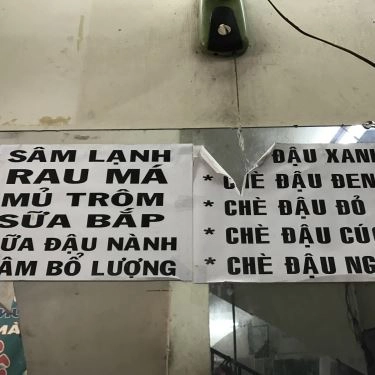 SÂM LẠNH
RAU MÁ
MỦ TRÔM
SỮA BẮP
ỮA ĐẬU NÀNH
ÂM BỔ LƯỢNG
ĐẬU XANH
* CHÈ ĐẬU ĐEN
* CHÈ ĐẬU ĐỎ
* CHÈ ĐẬU CÚC
* CHÈ ĐẬU NG